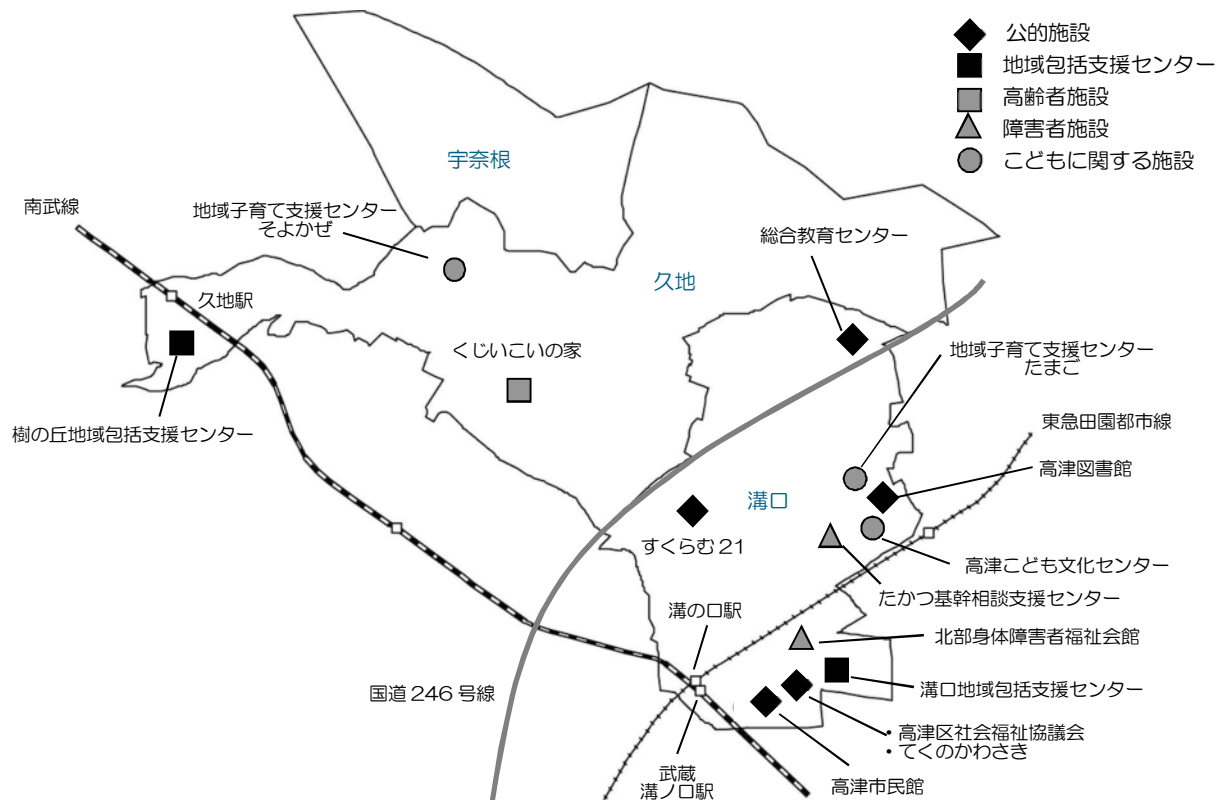 公的施設
地域包括支援センター
高齢者施設
障害者施設
こどもに関する施設
宇奈根
南武線
地域子育て支援センター
そよかぜ
総合教育センター
久地
久地駅
くじいこいの家
地域子育て支援センター
たまご
樹の丘地域包括支援センター
東急田園都市線
高津図書館
溝口
すくらむ21
高津こども文化センター
たかつ基幹相談支援センター
溝の口駅
北部身体障害者福祉会館
国道246号線
溝口地域包括支援センター
・高津区社会福祉協議会
・てくのかわさき
武蔵
溝ノ口駅
高津市民館